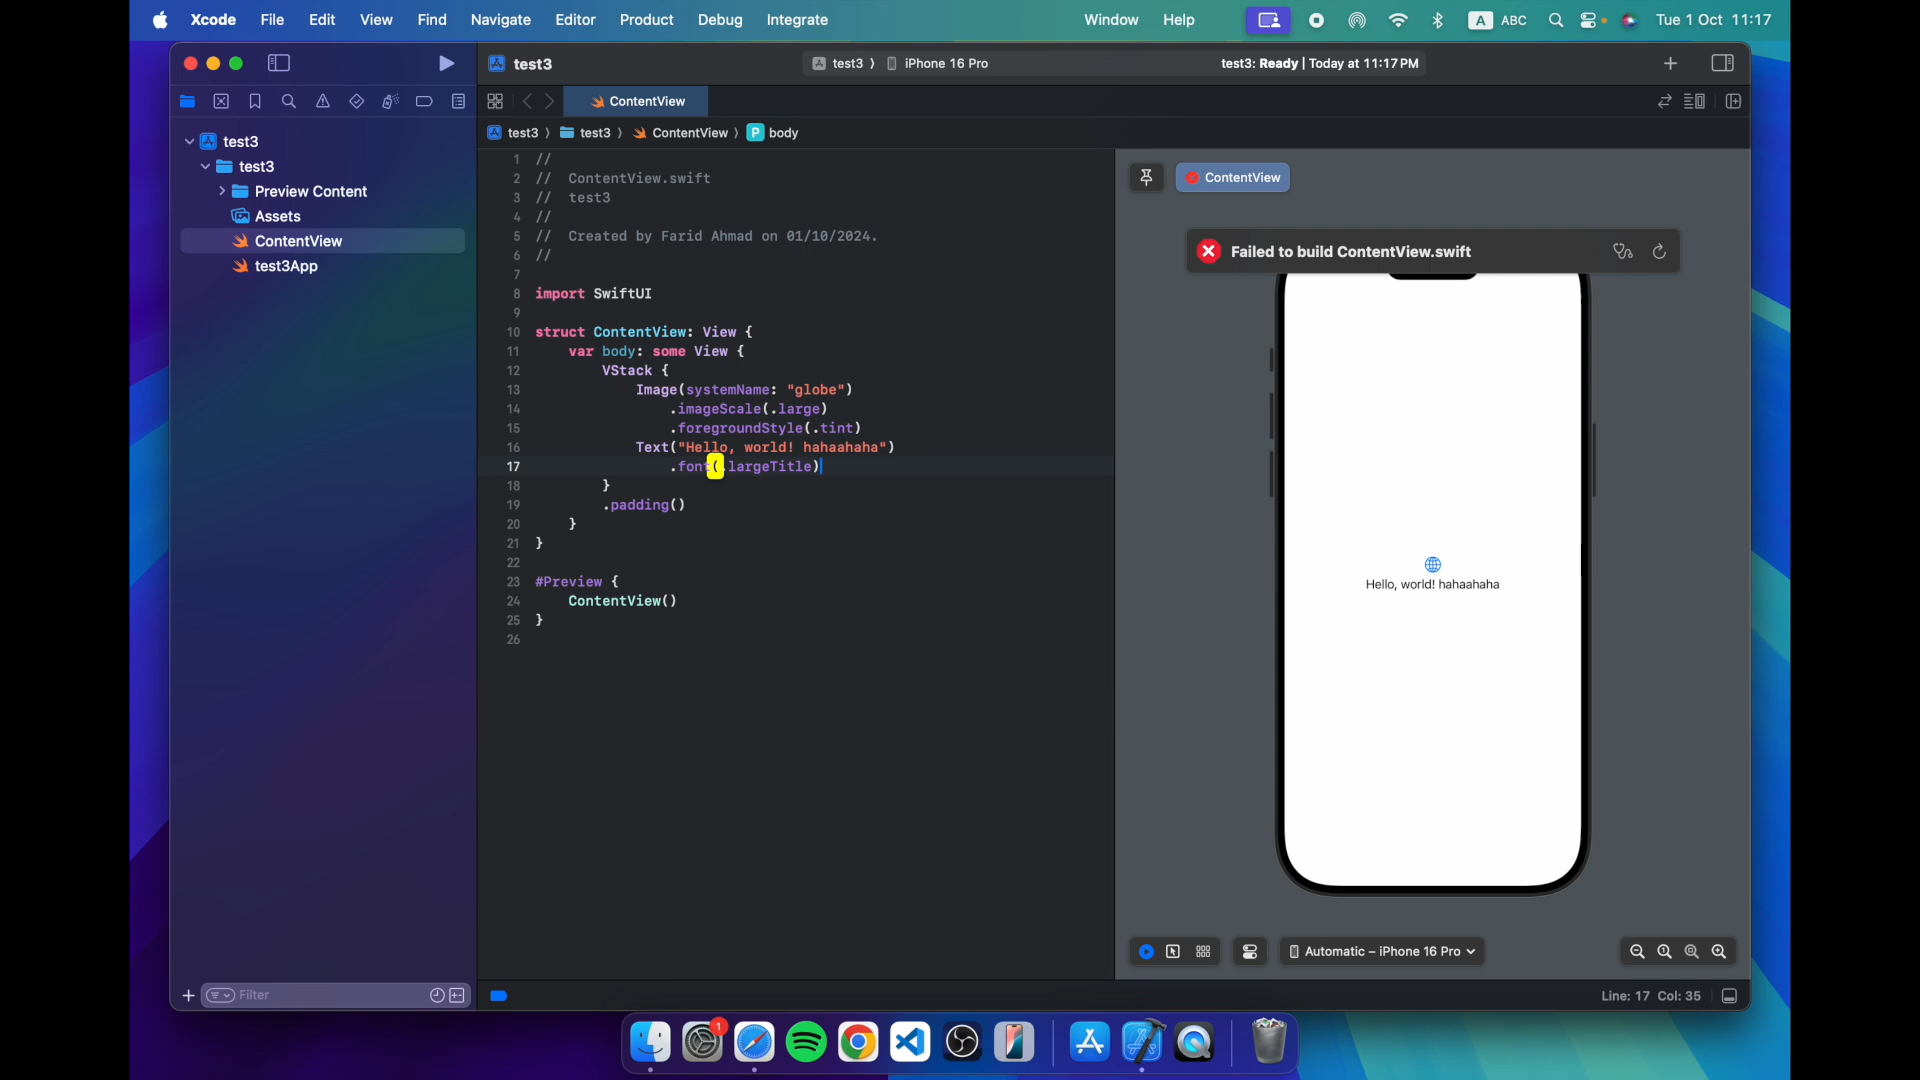 Xcode File Edit View Find Navigate Editor Product Debug Integrate Window Help A ABC Tue 1 Oct 11:17
test3 test3 ⟩ iPhone 16 Pro test3: Ready | Today at 11:17 PM
ContentView
test3 ⟩ test3 ⟩ ContentView ⟩ P body
test3
test3
Preview Content
Assets
ContentView
test3App
1 //
2 // ContentView.swift
3 // test3
4 //
5 // Created by Farid Ahmad on 01/10/2024.
6 //
7
8 import SwiftUI
9
10 struct ContentView: View {
11 var body: some View {
12 VStack {
13 Image(systemName: "globe")
14 .imageScale(.large)
15 .foregroundStyle(.tint)
16 Text("Hello, world! hahaahaha")
17 .font(.largeTitle)
18 }
19 .padding()
20 }
21 }
22
23 #Preview {
24 ContentView()
25 }
26
ContentView
Failed to build ContentView.swift
Hello, world! hahaahaha
Automatic – iPhone 16 Pro
Filter
Line: 17 Col: 35
1